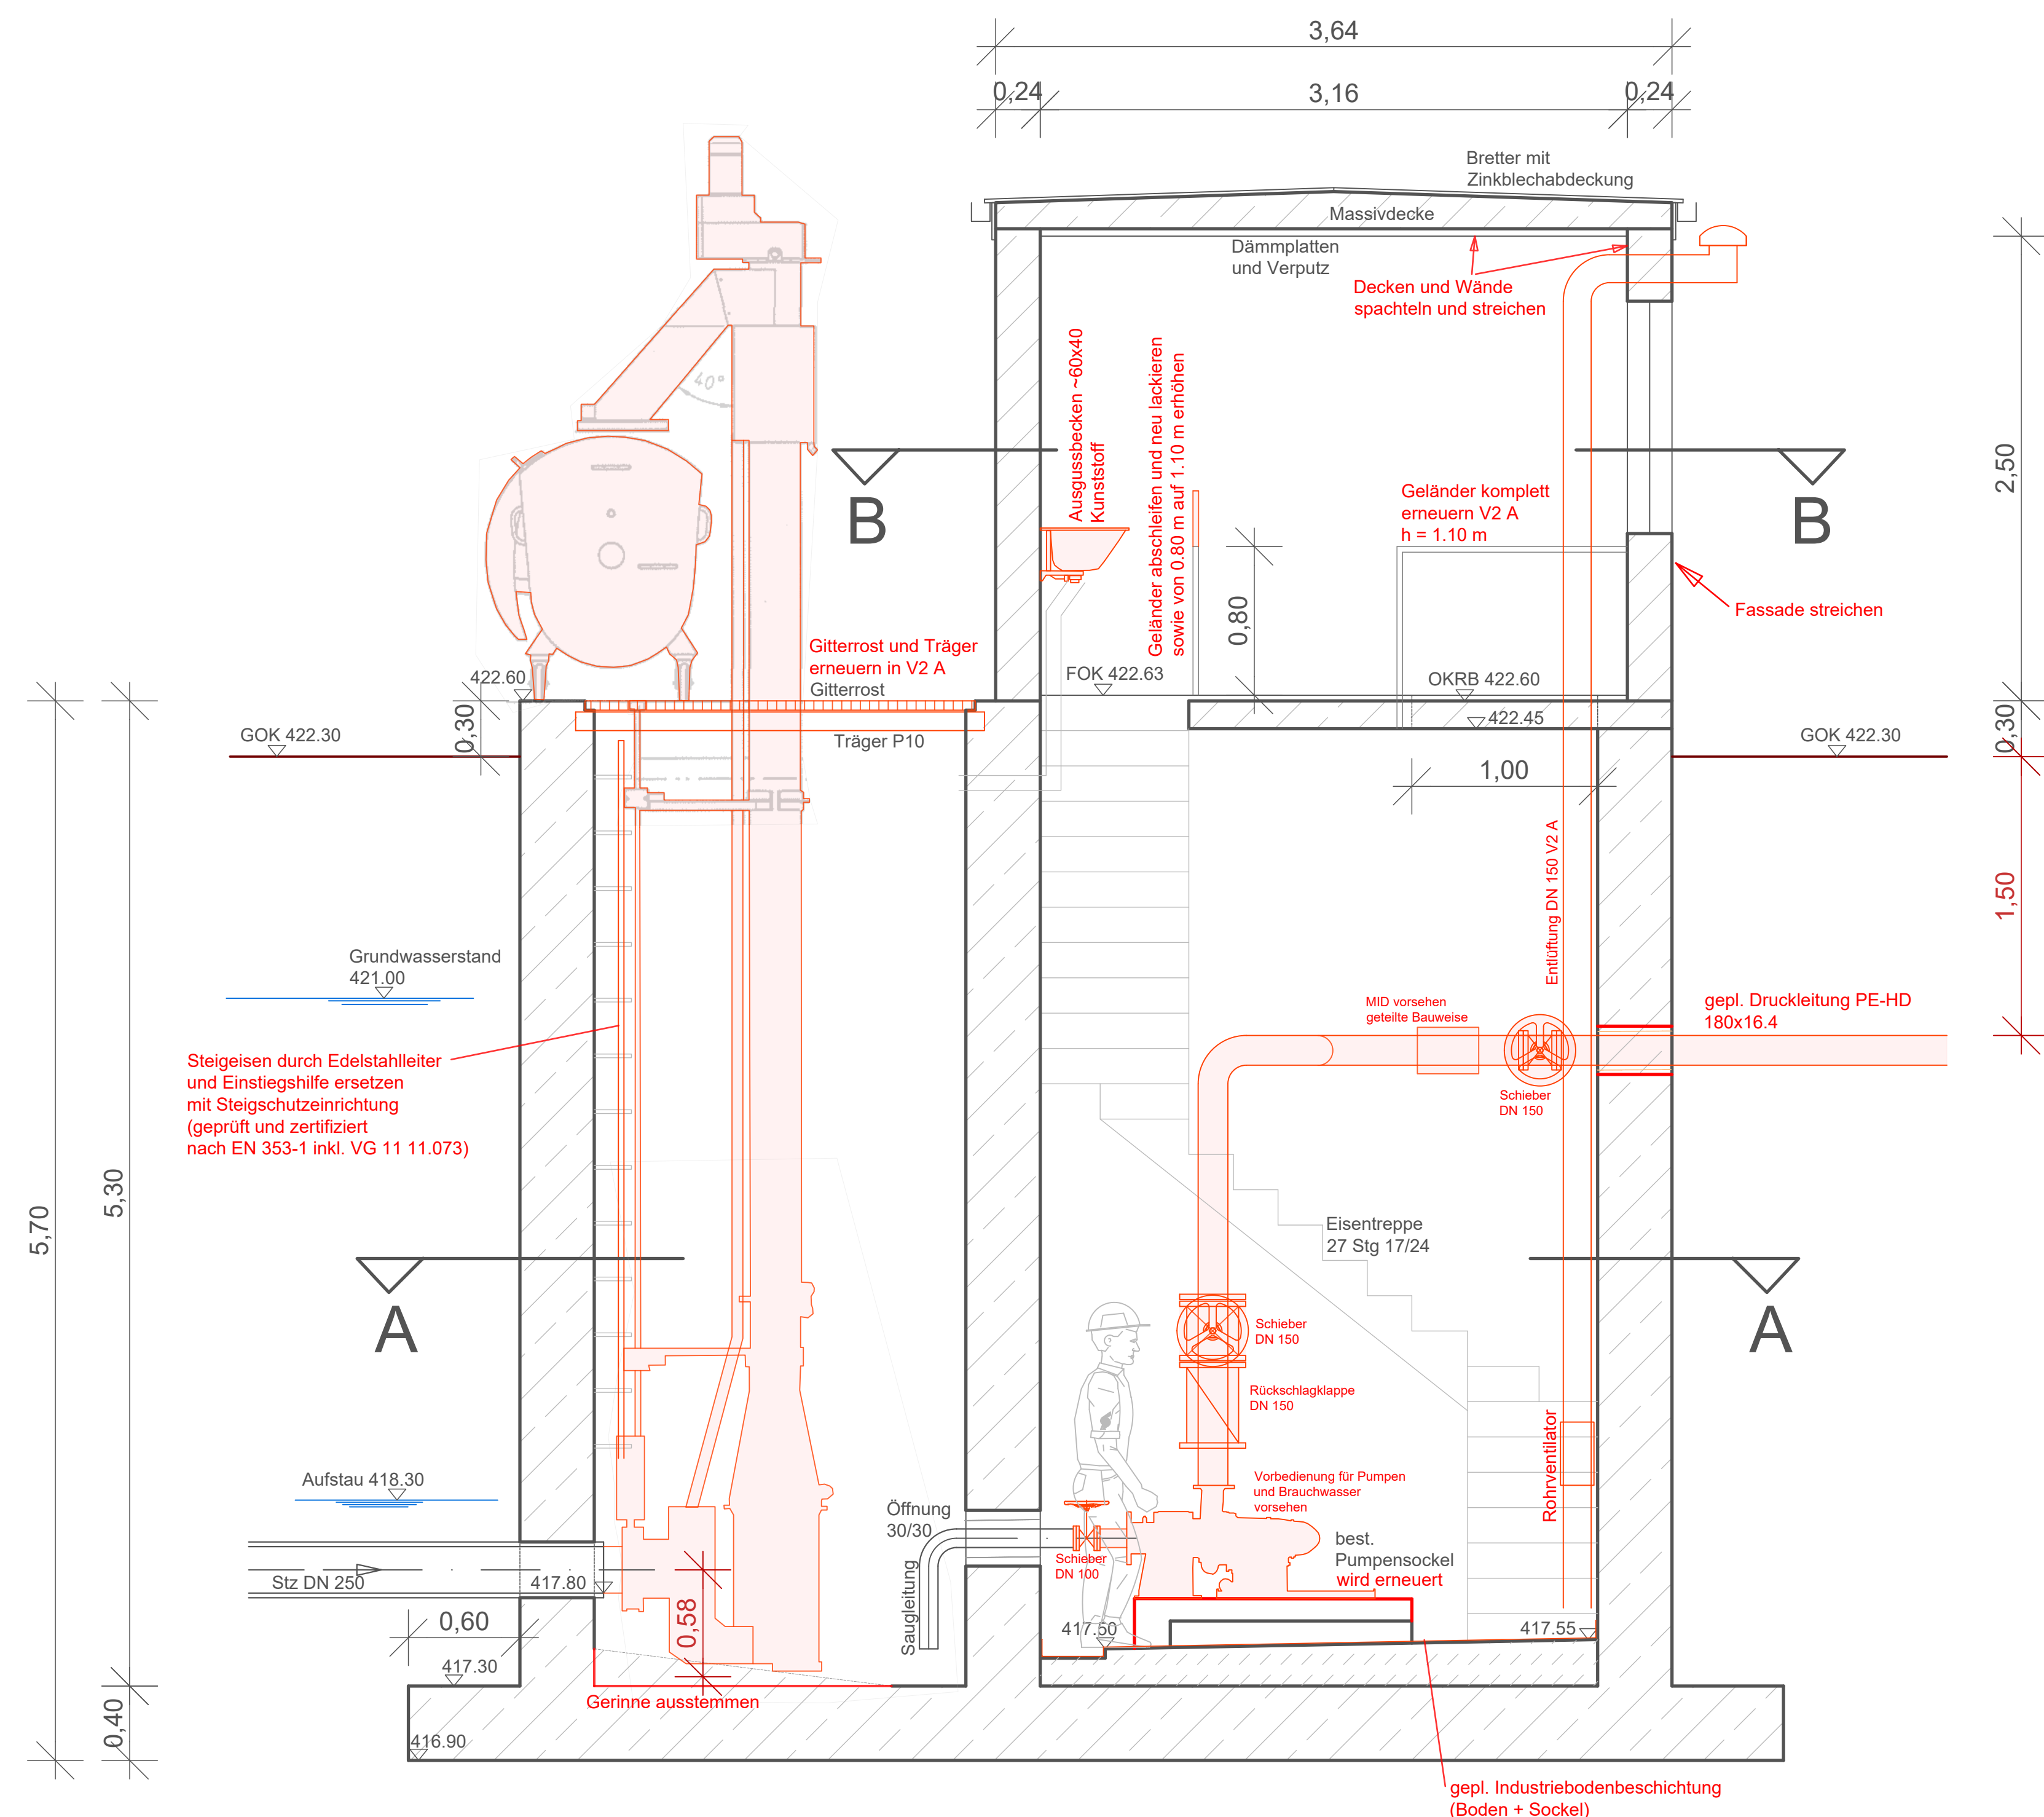 3,64
0,24
3,16
0,24
Bretter mit
Zinkblechabdeckung
Massivdecke
Dämmplatten
und Verputz
Decken und Wände
spachteln und streichen
40°
Ausgussbecken ~60x40
Kunststoff
Geländer abschleifen und neu lackieren
sowie von 0.80 m auf 1.10 m erhöhen
2,50
B
B
Geländer komplett
erneuern V2 A
h = 1.10 m
0,80
Fassade streichen
Gitterrost und Träger
erneuern in V2 A
Gitterrost
422.60
FOK 422.63
OKRB 422.60
422.45
0,30
GOK 422.30
Träger P10
GOK 422.30
0,30
1,00
Entlüftung DN 150 V2 A
1,50
Grundwasserstand
421.00
MID vorsehen
geteilte Bauweise
gepl. Druckleitung PE-HD
180x16.4
Steigeisen durch Edelstahlleiter
und Einstiegshilfe ersetzen
mit Steigschutzeinrichtung
(geprüft und zertifiziert
nach EN 353-1 inkl. VG 11 11.073)
Schieber
DN 150
5,70
5,30
Eisentreppe
27 Stg 17/24
A
A
Schieber
DN 150
Rückschlagklappe
DN 150
Rohrventilator
Aufstau 418.30
Vorbedienung für Pumpen
und Brauchwasser
vorsehen
Öffnung
30/30
Saugleitung
best.
Pumpensockel
wird erneuert
Schieber
DN 100
Stz DN 250
417.80
0,60
0,58
417.50
417.55
417.30
Gerinne ausstemmen
0,40
416.90
gepl. Industriebodenbeschichtung
(Boden + Sockel)